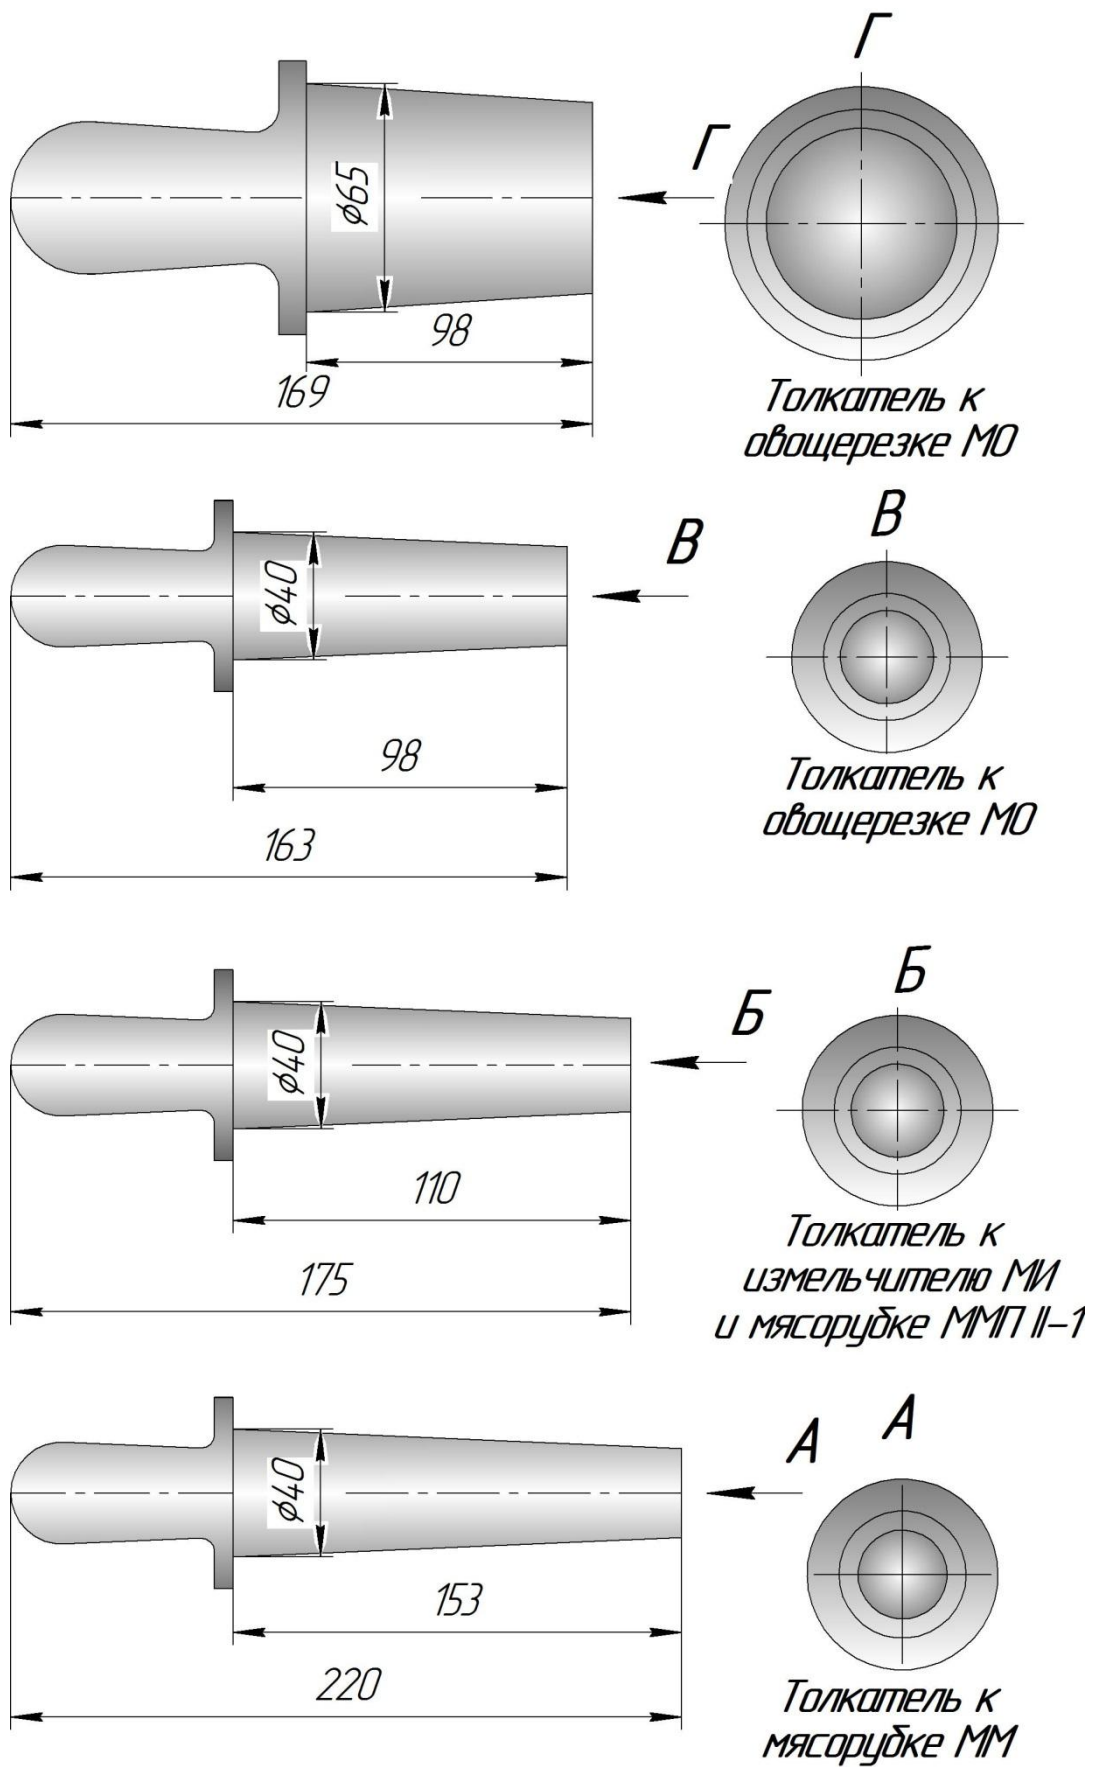 Г
Г
ϕ65
98
169
Толкатель к
овощерезке МО
В
В
ϕ40
98
163
Толкатель к
овощерезке МО
Б
Б
ϕ40
110
175
Толкатель к
измельчителю МИ
и мясорубке ММП II-1
А
А
ϕ40
153
220
Толкатель к
мясорубке ММ